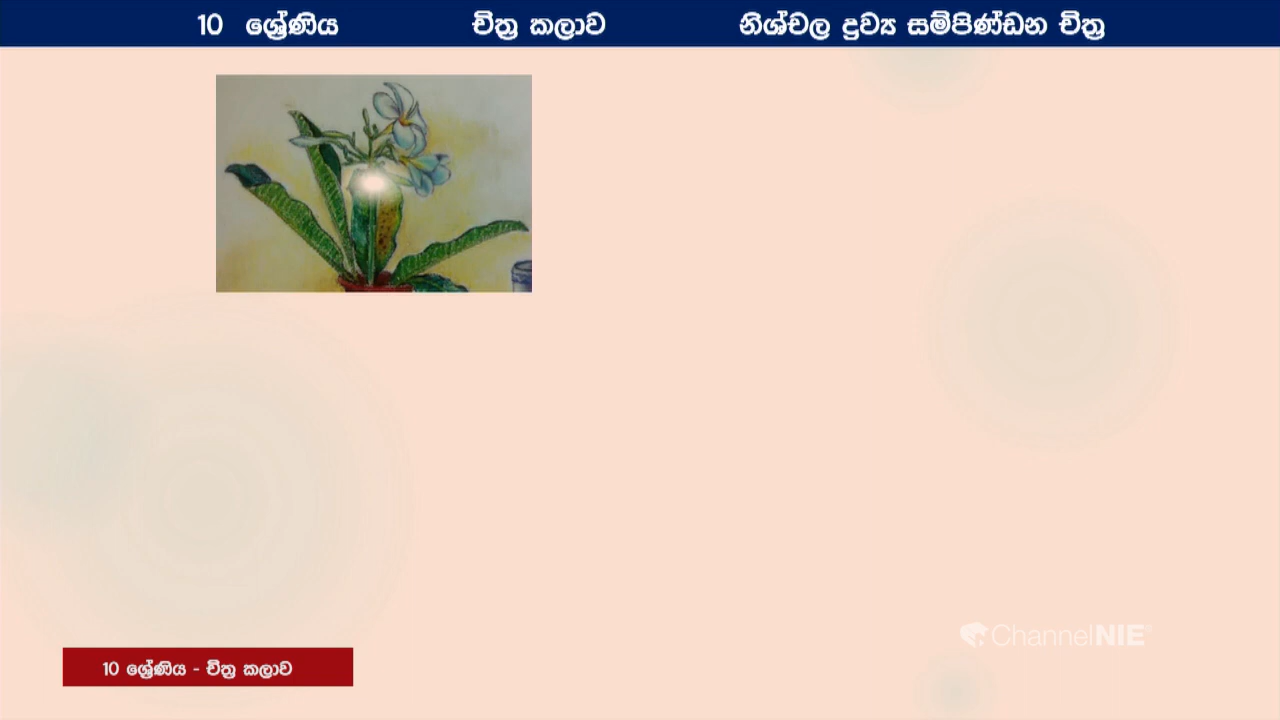 10 ශ්‍රේණිය චිත්‍ර කලාව නිශ්චල ද්‍රව්‍ය සම්පිණ්ඩන චිත්‍ර
ChannelNIE
10 ශ්‍රේණිය - චිත්‍ර කලාව